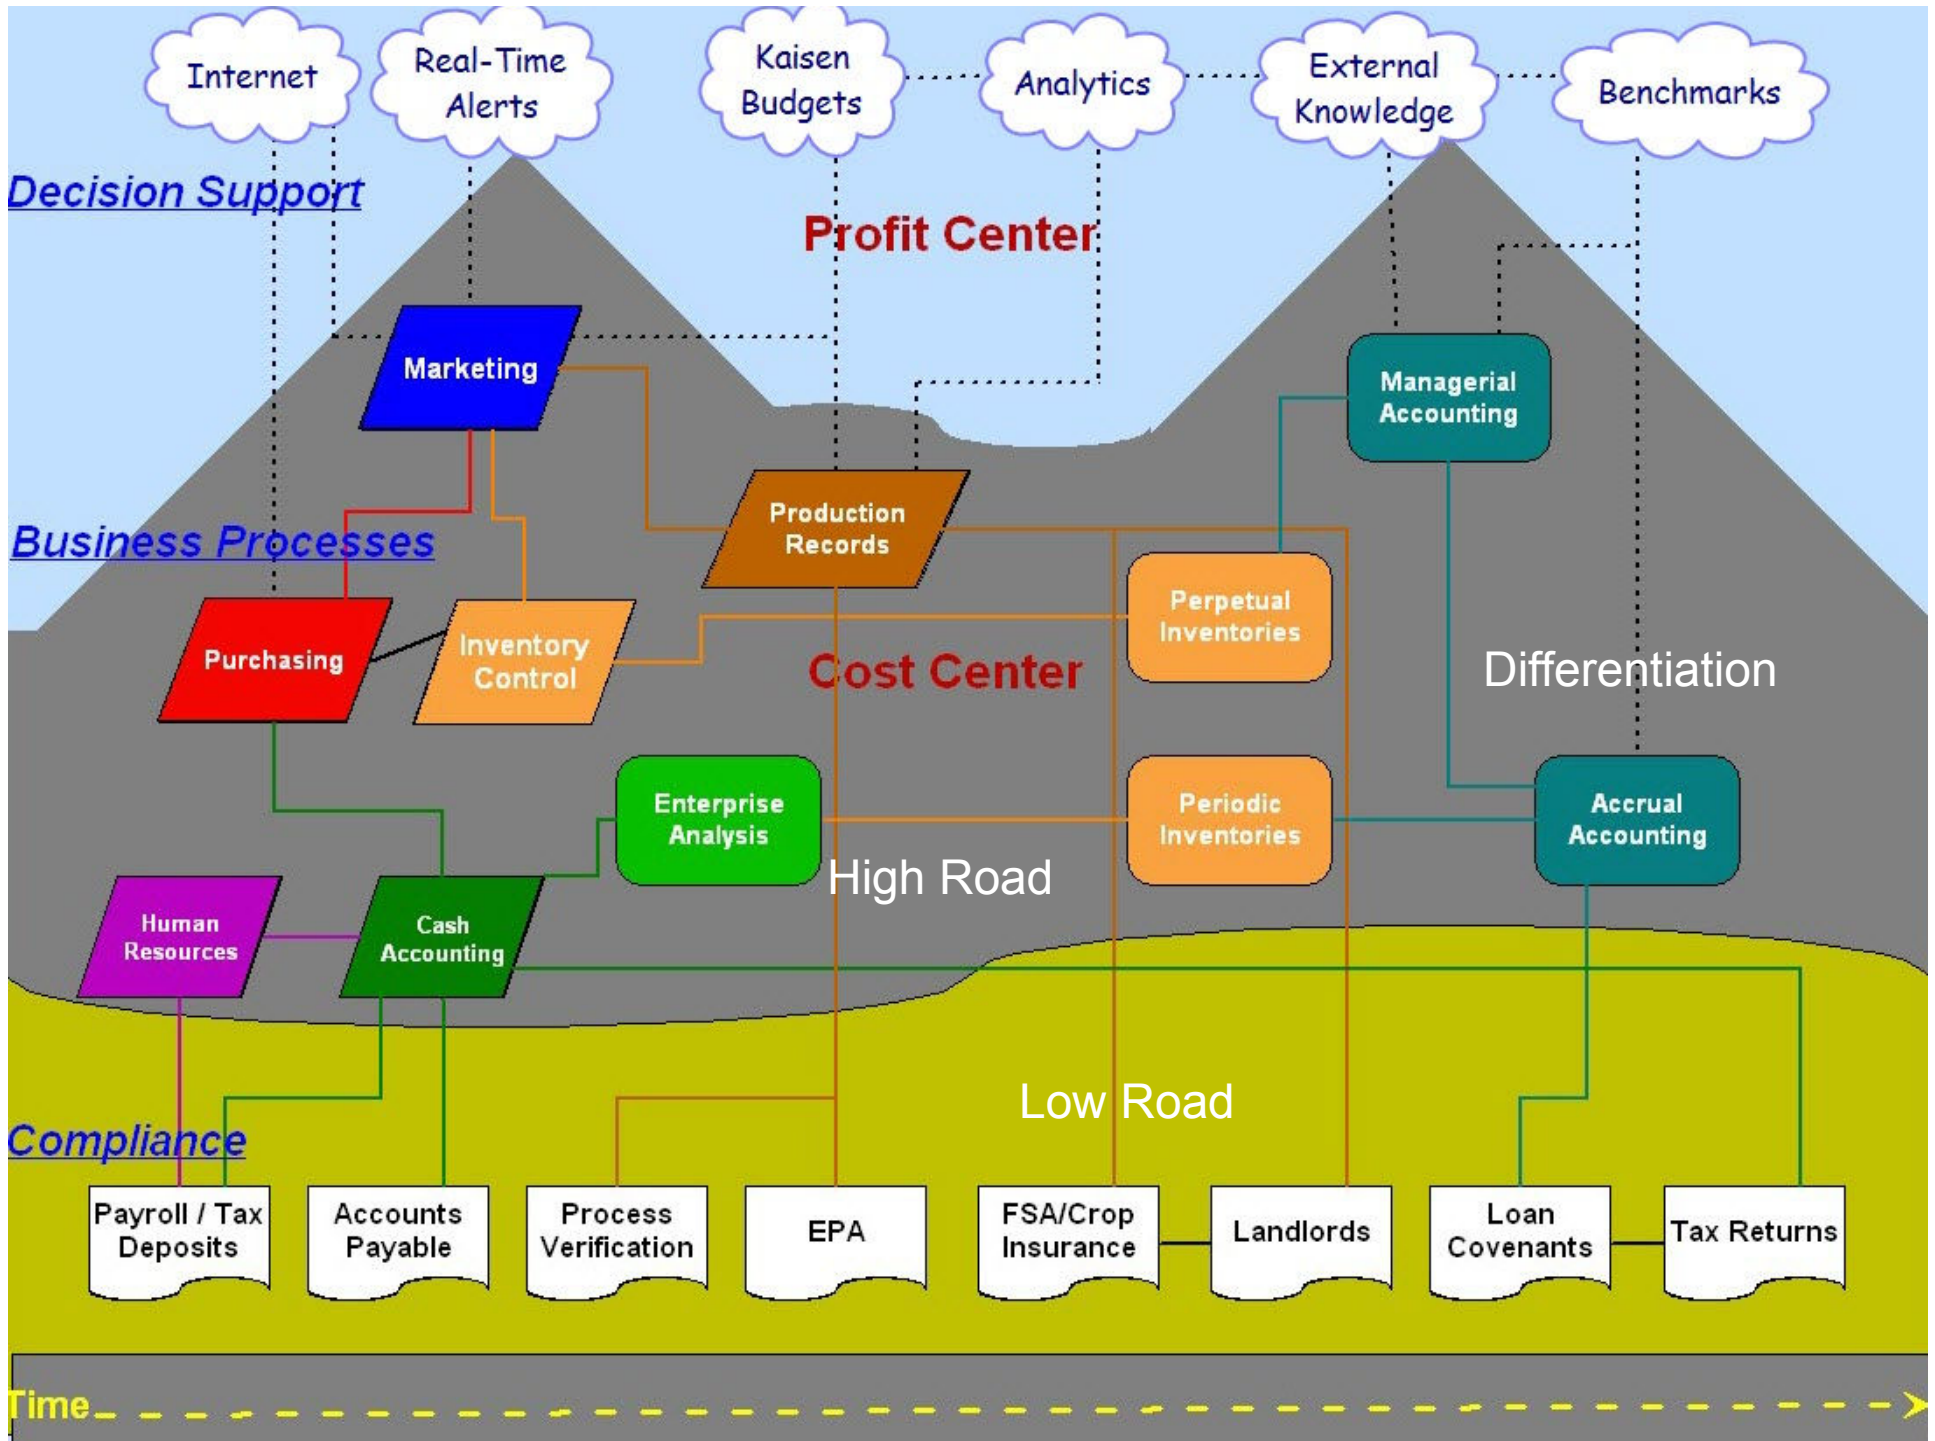 Internet
Real-Time
Alerts
Kaisen
Budgets
Analytics
External
Knowledge
Benchmarks
Decision Support
Profit Center
Marketing
Managerial
Accounting
Production
Records
Business Processes
Perpetual
Inventories
Purchasing
Inventory
Control
Cost Center
Differentiation
Enterprise
Analysis
Periodic
Inventories
Accrual
Accounting
High Road
Human
Resources
Cash
Accounting
Low Road
Compliance
Payroll / Tax
Deposits
Accounts
Payable
Process
Verification
EPA
FSA/Crop
Insurance
Landlords
Loan
Covenants
Tax Returns
Time